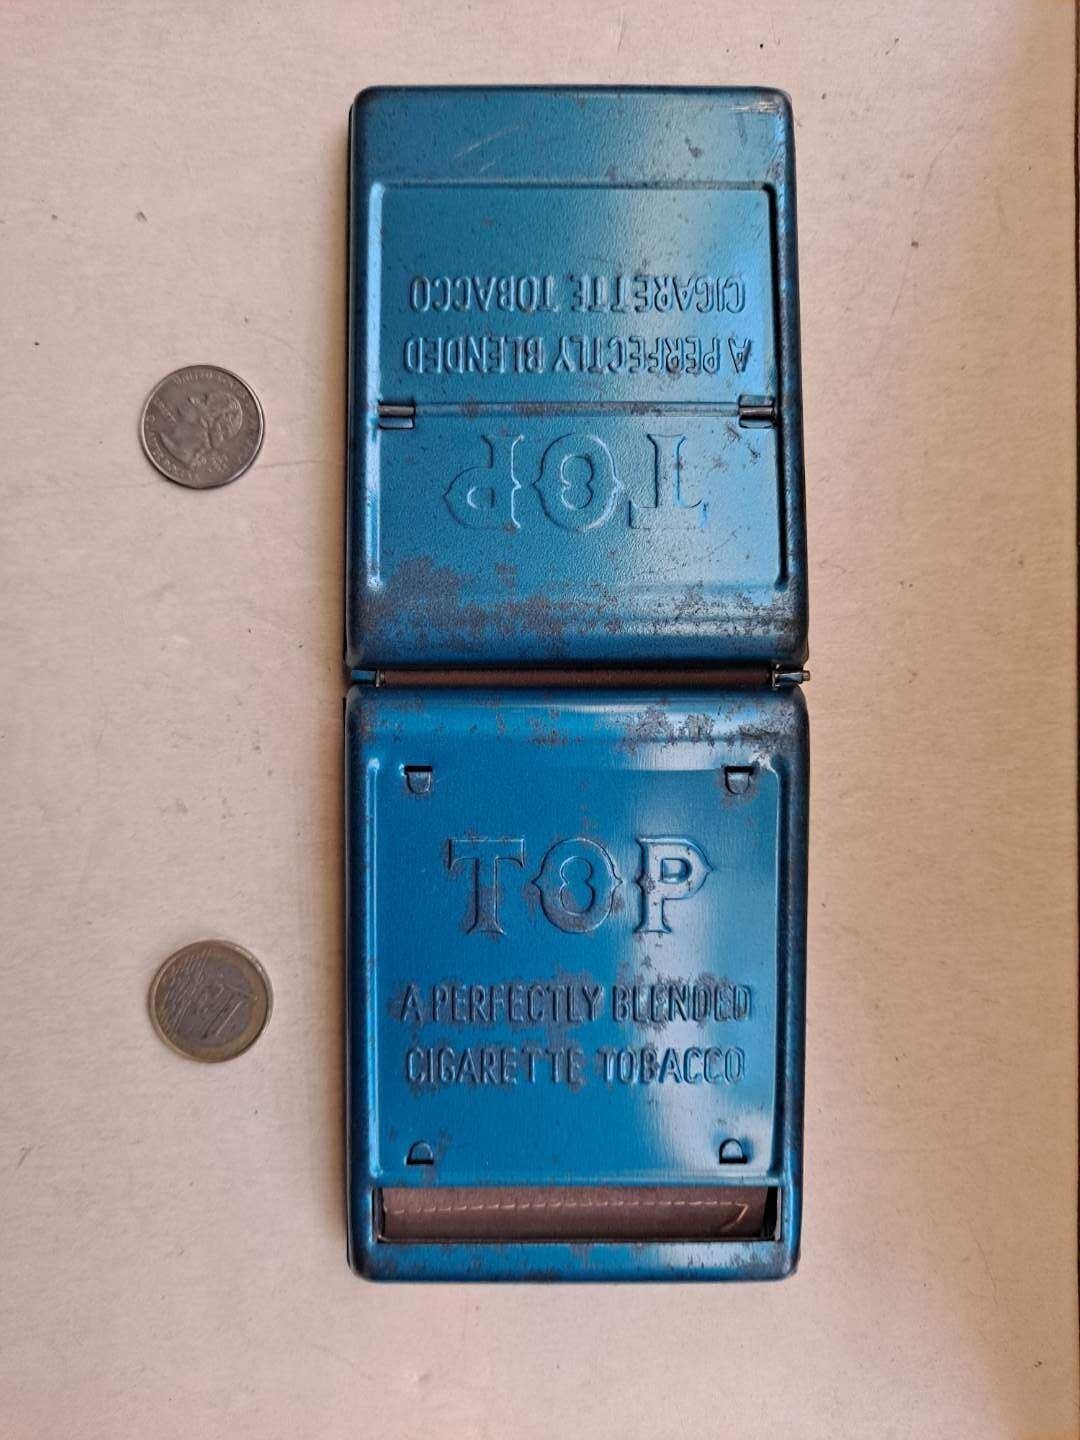 CIGARETTE TOBACCO
A PERFECTLY BLENDED
TOP
TOP
A PERFECTLY BLENDED
CIGARETTE TOBACCO